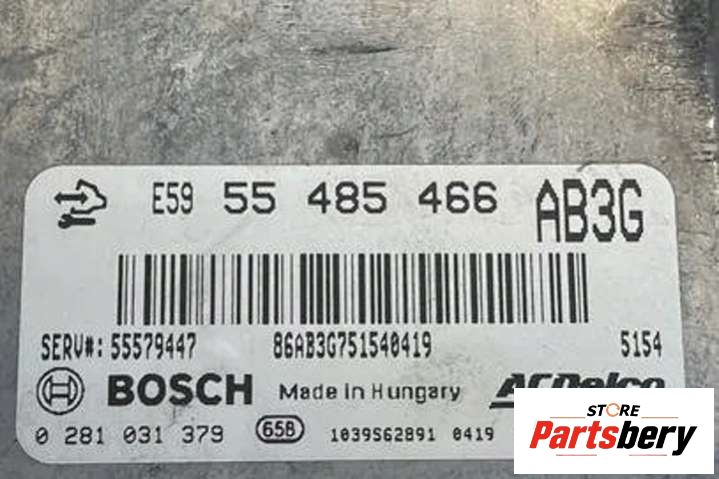 E59 55 485 466 AB3G
SERV#: 55579447 86AB3G751540419 5154
BOSCH Made in Hungary ACDelco
0 281 031 379 658 1039S62891 0419
STORE
Partsbery